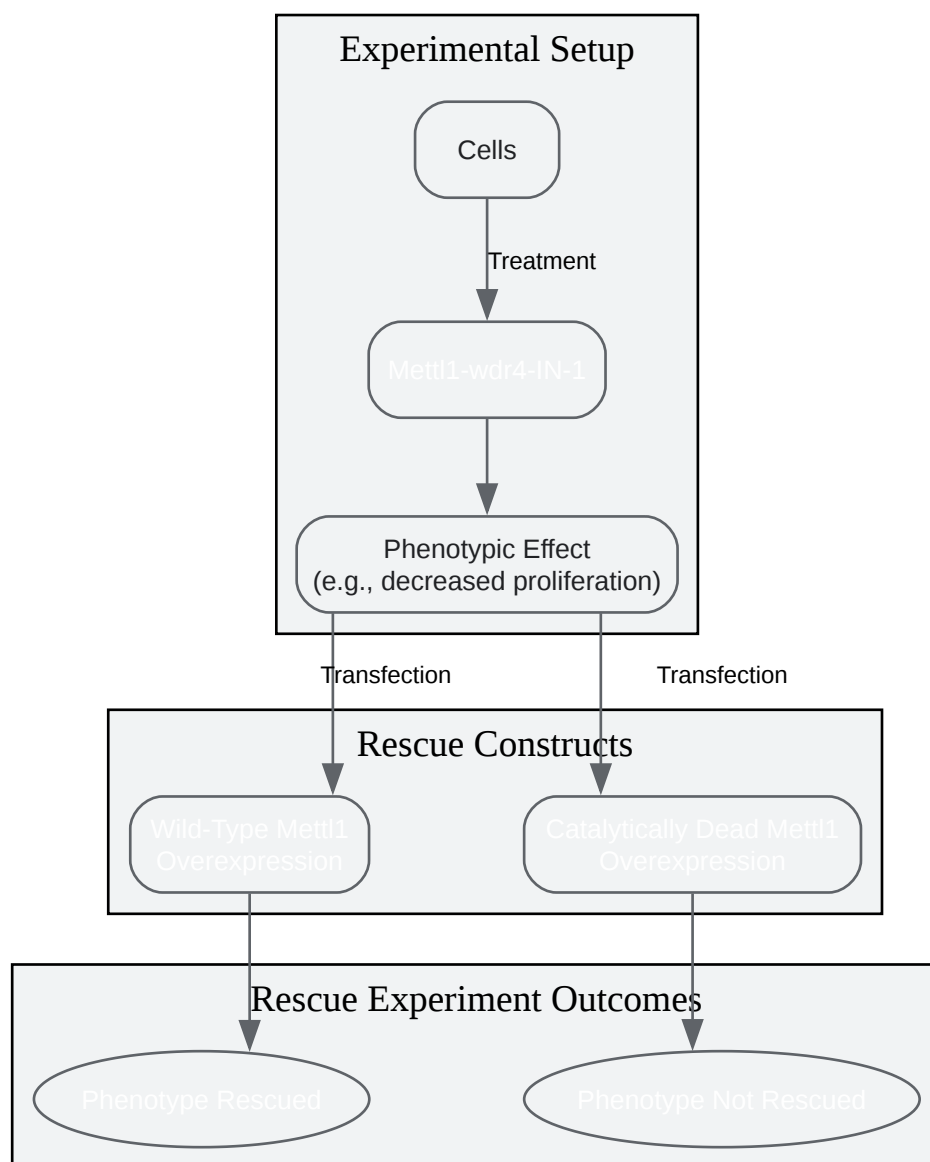 Experimental Setup
Cells
Treatment
Mettl1-wdr4-IN-1
Phenotypic Effect
(e.g., decreased proliferation)
Transfection
Transfection
Rescue Constructs
Wild-Type Mettl1
Overexpression
Catalytically Dead Mettl1
Overexpression
Rescue Experiment Outcomes
Phenotype Rescued
Phenotype Not Rescued